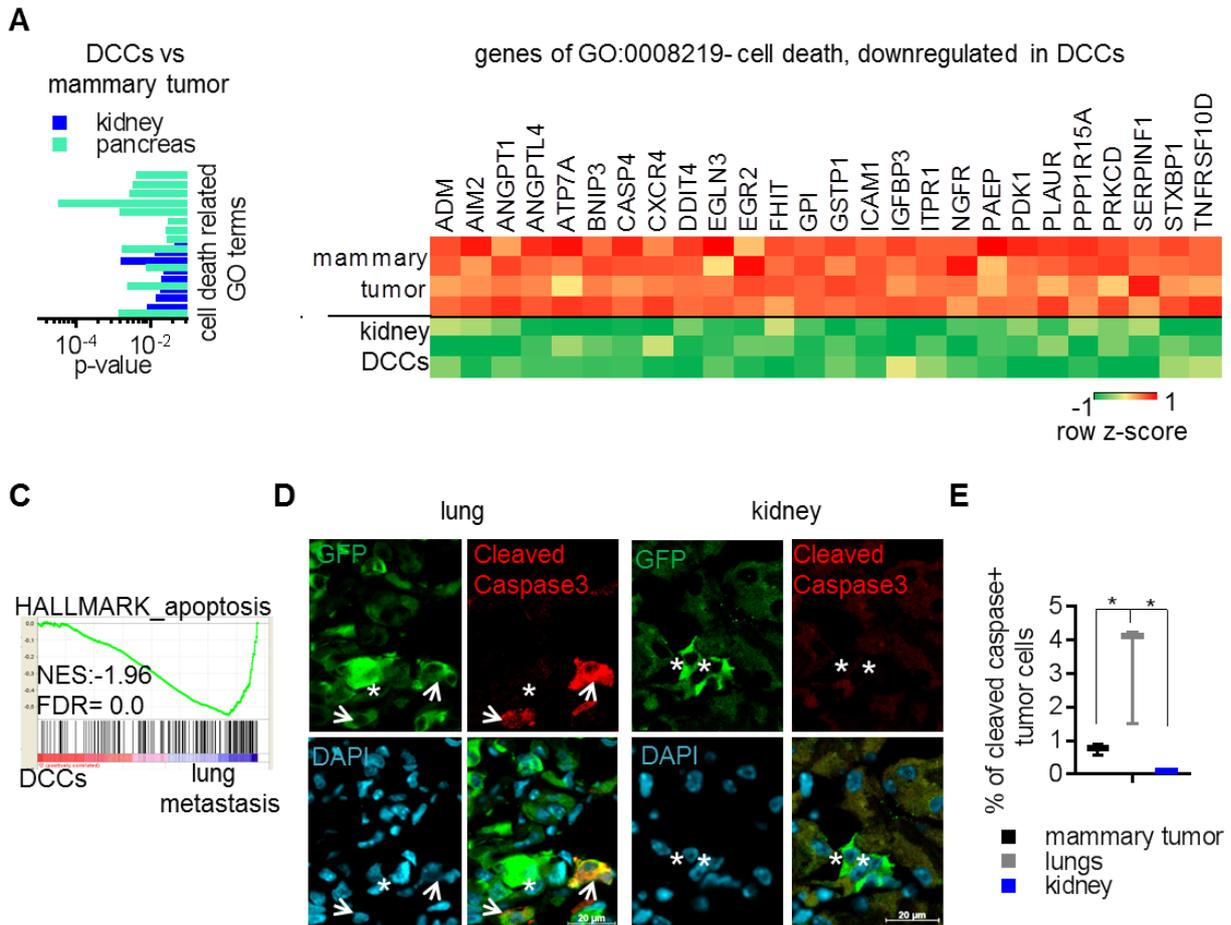 A
DCCs vs
mammary tumor
kidney
pancreas
cell death related
GO terms
10-4 10-2
p-value
genes of GO:0008219- cell death, downregulated in DCCs
ADM
AIM2
ANGPT1
ANGPTL4
ATP7A
BNIP3
CASP4
CXCR4
DDIT4
EGLN3
EGR2
FHIT
GPI
GSTP1
ICAM1
IGFBP3
ITPR1
NGFR
PAEP
PDK1
PLAUR
PPP1R15A
PRKCD
SERPINF1
STXBP1
TNFRSF10D
mammary
tumor
kidney
DCCs
-1 1
row z-score
C
HALLMARK_apoptosis
NES:-1.96
FDR= 0.0
DCCs
lung
metastasis
D
lung
kidney
GFP
Cleaved
Caspase3
GFP
Cleaved
Caspase3
* * * * * *
DAPI
DAPI
* * * * * *
20 µm
20 µm
E
% of cleaved caspase+
tumor cells
* *
5
4
3
2
1
0
mammary tumor
lungs
kidney